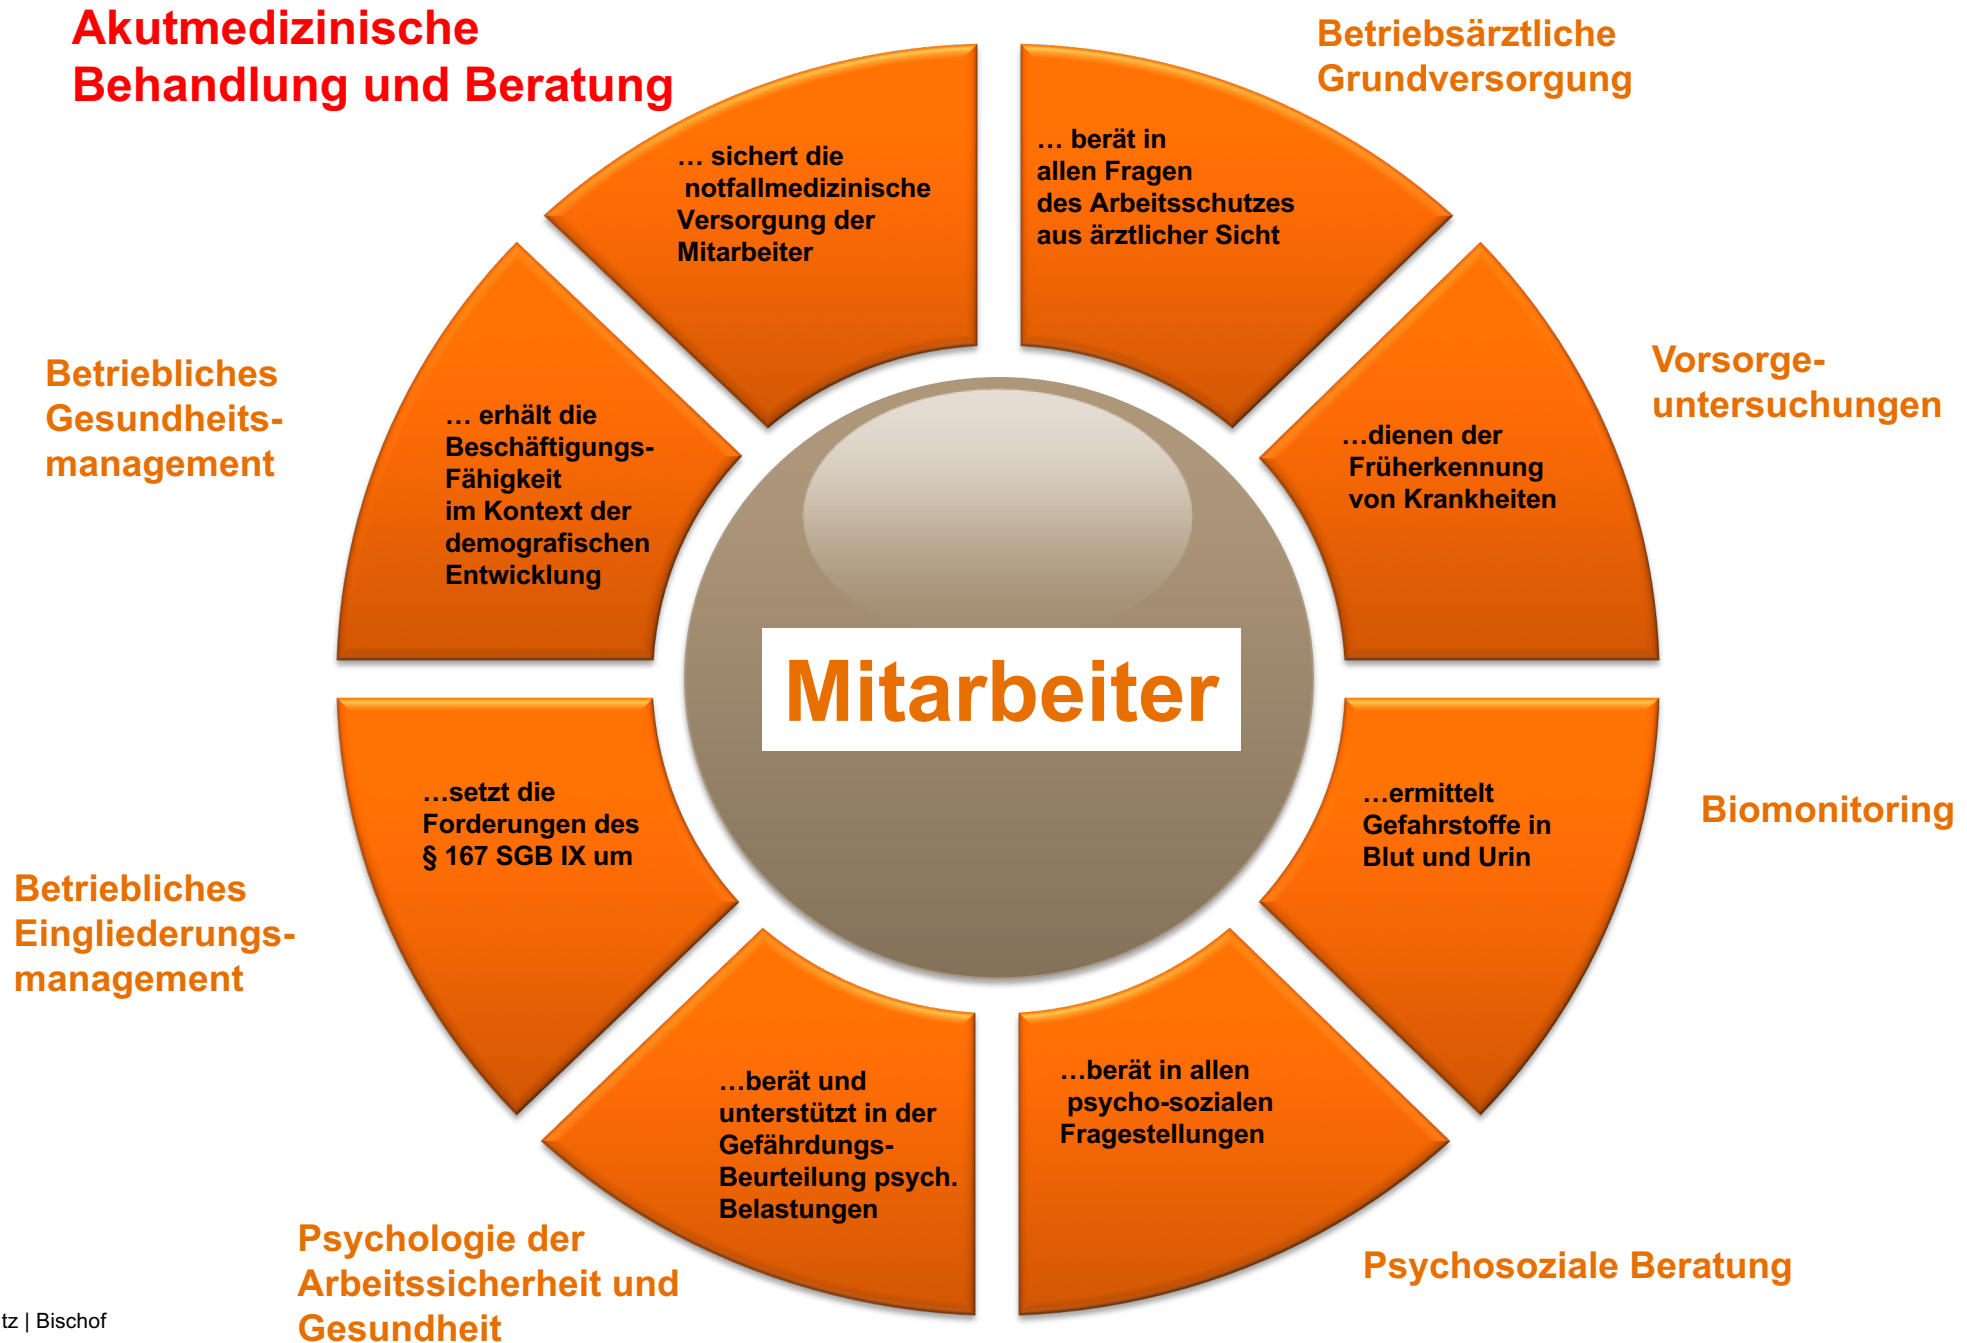 Akutmedizinische
Behandlung und Beratung
… sichert die
notfallmedizinische
Versorgung der
Mitarbeiter
Betriebsärztliche
Grundversorgung
… berät in
allen Fragen
des Arbeitsschutzes
aus ärztlicher Sicht
Vorsorge-
untersuchungen
…dienen der
Früherkennung
von Krankheiten
Biomonitoring
…ermittelt
Gefahrstoffe in
Blut und Urin
Psychosoziale Beratung
…berät in allen
psycho-sozialen
Fragestellungen
Psychologie der
Arbeitssicherheit und
Gesundheit
…berät und
unterstützt in der
Gefährdungs-
Beurteilung psych.
Belastungen
Betriebliches
Eingliederungs-
management
…setzt die
Forderungen des
§ 167 SGB IX um
Betriebliches
Gesundheits-
management
… erhält die
Beschäftigungs-
Fähigkeit
im Kontext der
demografischen
Entwicklung
Mitarbeiter
tz | Bischof